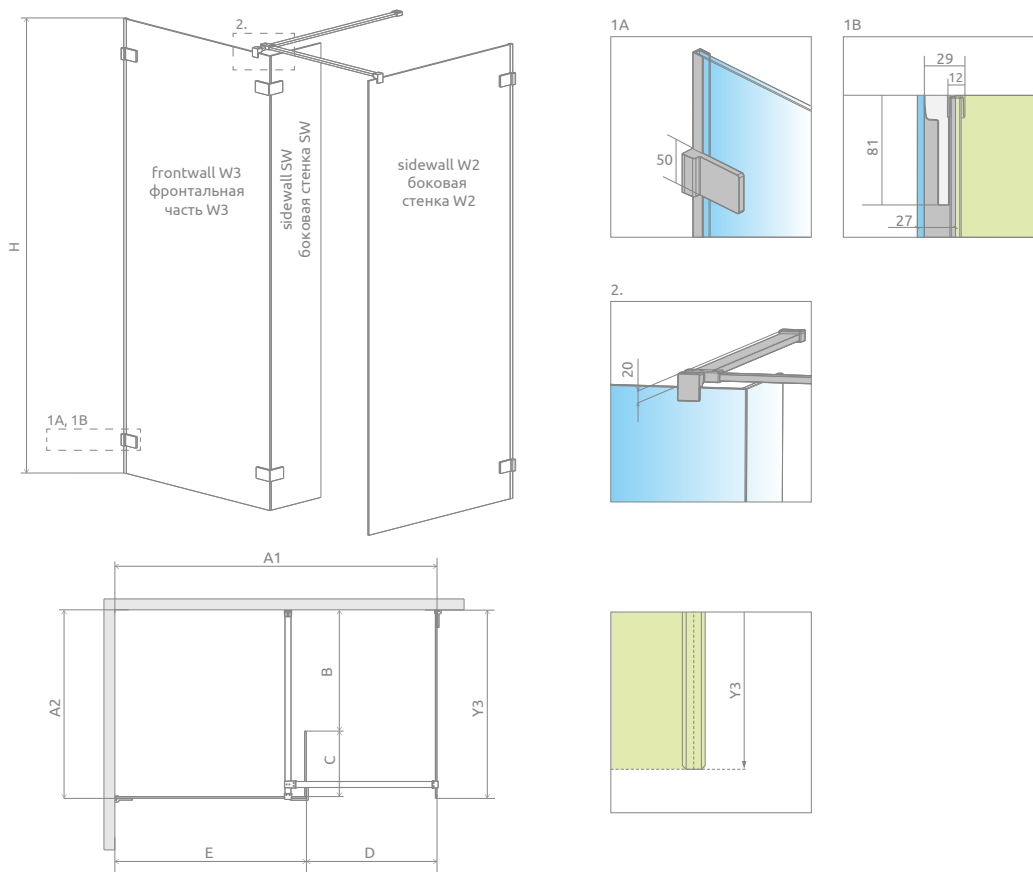 2.
H
frontwall W3
фронтальная
часть W3
sidewall SW
боковая стенка SW
sidewall W2
боковая
стенка W2
1A, 1B
1A
50
1B
29
12
81
27
2.
20
A1
A2
B
C
Y3
E
D
Y3